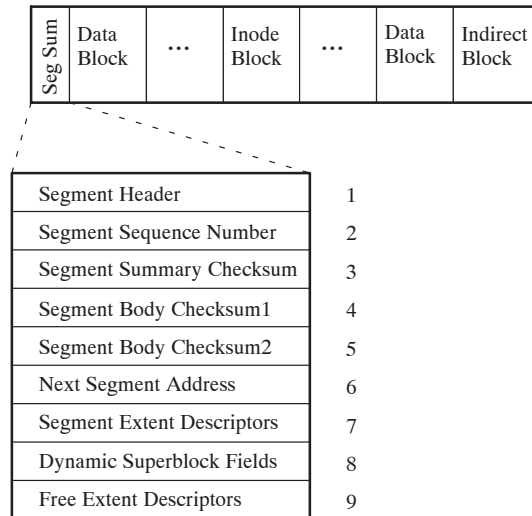 Seg Sum
Data Block
...
Inode Block
...
Data Block
Indirect Block
Segment Header 1
Segment Sequence Number 2
Segment Summary Checksum 3
Segment Body Checksum1 4
Segment Body Checksum2 5
Next Segment Address 6
Segment Extent Descriptors 7
Dynamic Superblock Fields 8
Free Extent Descriptors 9